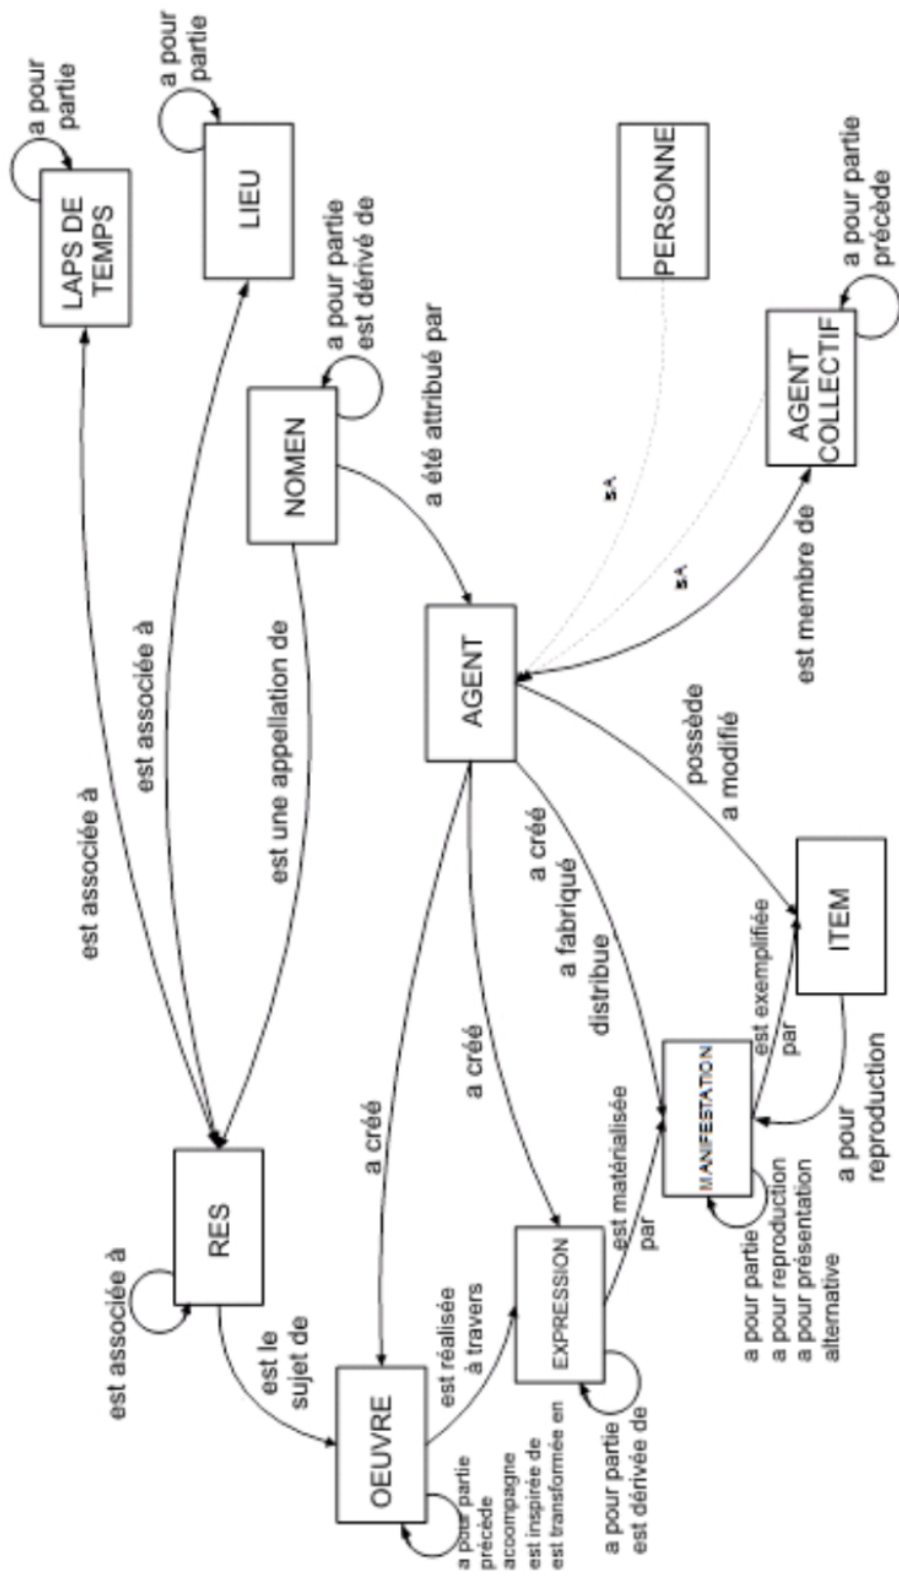 a pour
partie
LAPS DE
TEMPS
est associée à
est associée à
a pour
partie
LIEU
est associée à
RES
est une appellation de
NOMEN
a pour partie
est dérivé de
est le
sujet de
a créé
a été attribué par
OEUVRE
est réalisée
à travers
a créé
AGENT
a pour partie
précède
accompagne
est inspirée de
est transformée en
EXPRESSION
a créé
a fabriqué
distribue
a pour partie
est dérivée de
est matérialisée
par
MANIFESTATION
possède
a modifié
PERSONNE
a pour partie
a pour reproduction
a pour présentation
alternative
est exemplifiée
par
ITEM
a pour
reproduction
est membre de
AGENT
COLLECTIF
a pour partie
précède